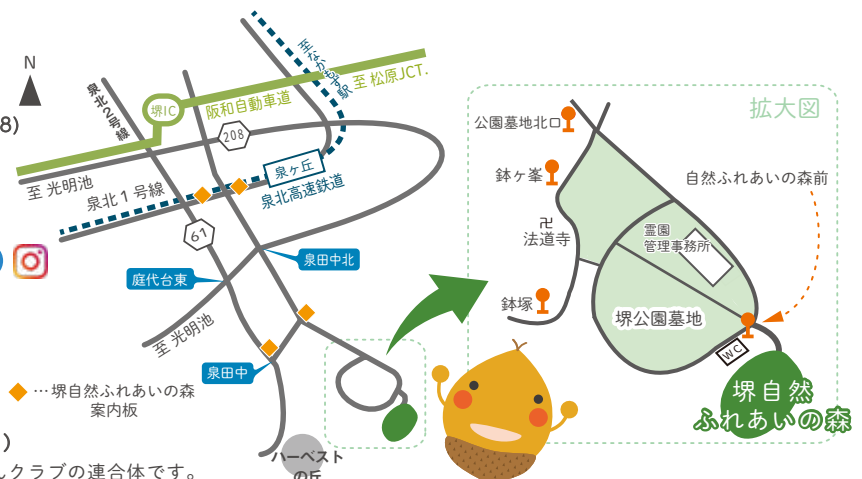 N
8)
泉北2号線
堺IC
阪和自動車道
至なかもず駅
至 松原JCT.
208
至 光明池
泉北1号線
泉ヶ丘
泉北高速鉄道
61
泉田中北
庭代台東
至 光明池
泉田中
…堺自然ふれあいの森
案内板
)
クラブの連合体です。
ハーベスト
の丘
拡大図
公園墓地北口
鉢ヶ峯
自然ふれあいの森前
卍
法道寺
霊園
管理事務所
鉢塚
堺公園墓地
WC
堺自然
ふれあいの森